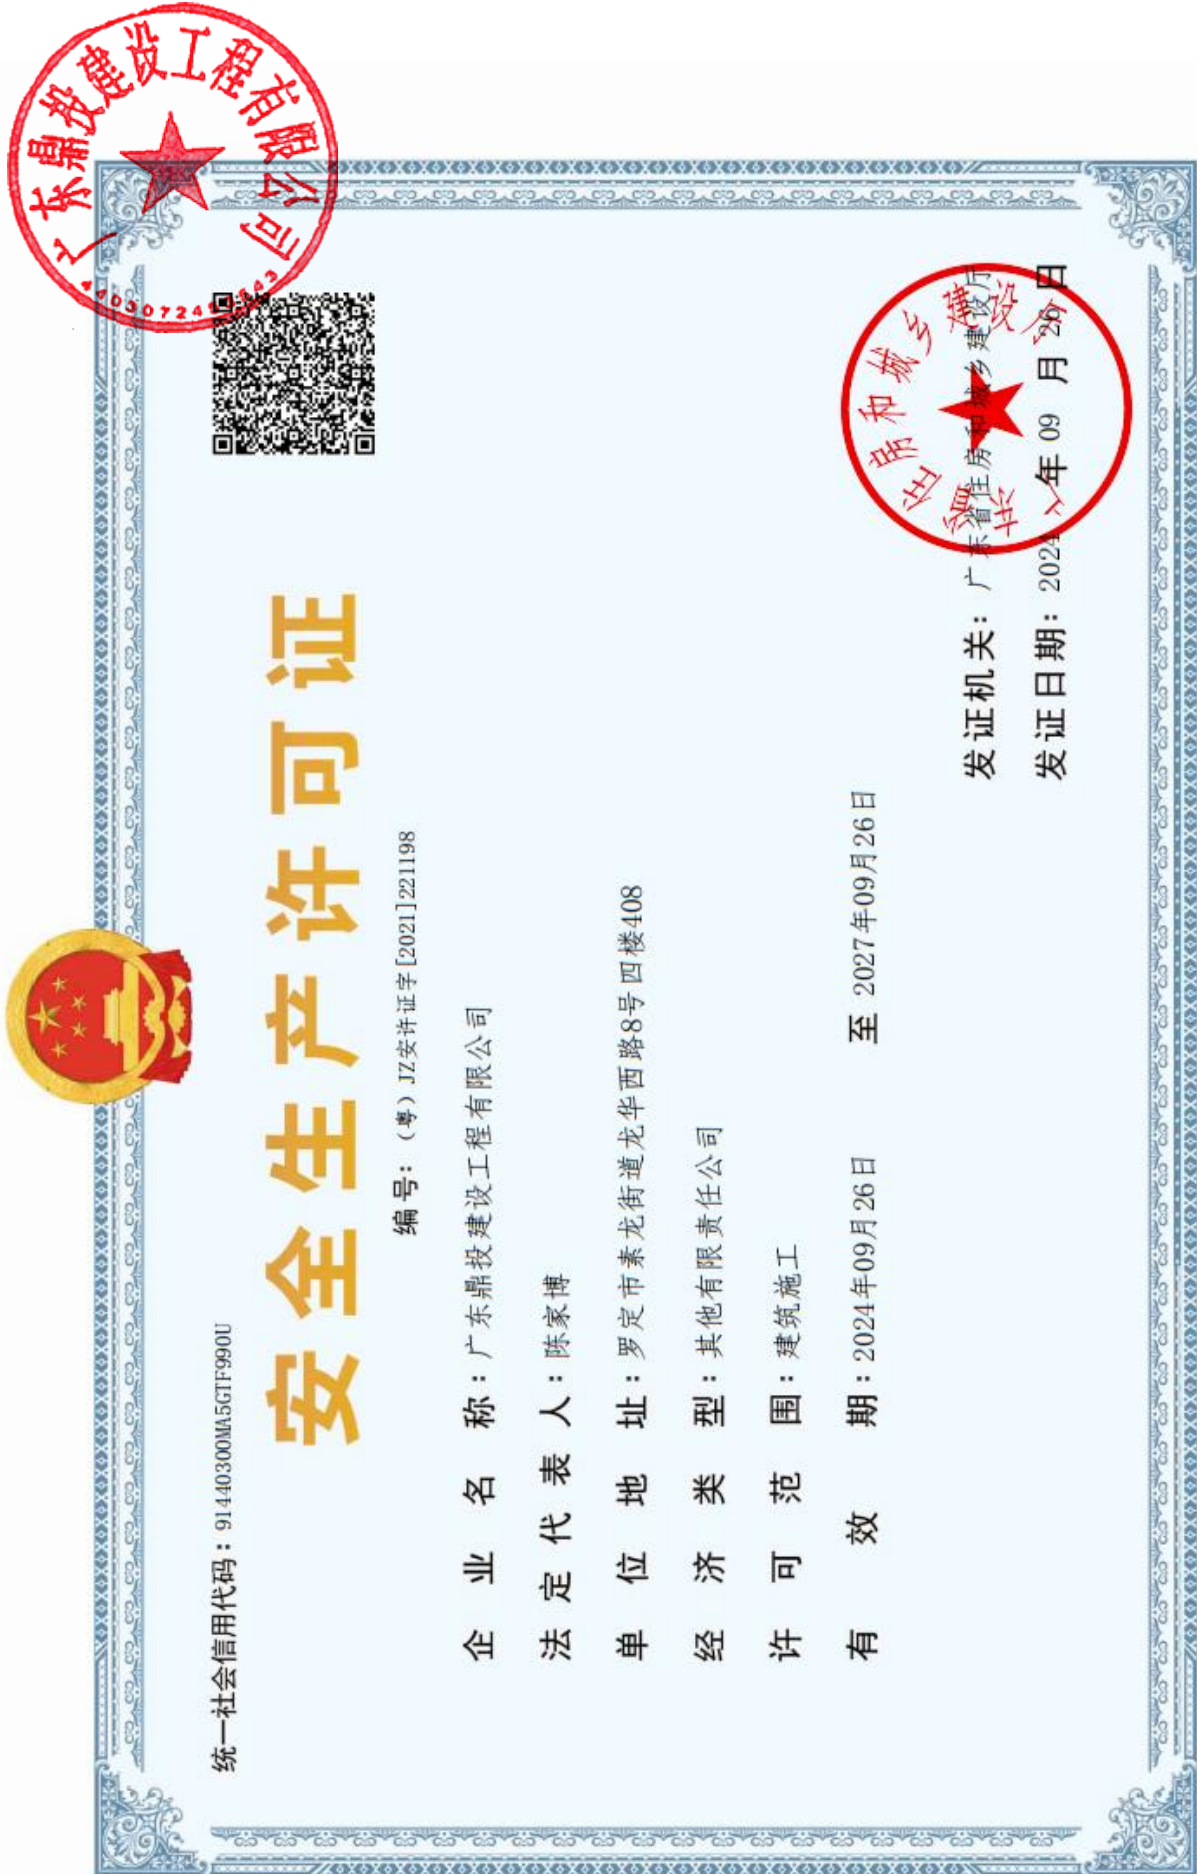 统一社会信用代码：91440300MA5GTF990U
安全生产许可证
编号：（粤）JZ安许证字[2021]221198
企业名称：广东鼎投建设工程有限公司
法定代表人：陈家博
单位地址：罗定市素龙街道龙华西路8号四楼408
经济类型：其他有限责任公司
许可范围：建筑施工
有效期：2024年09月26日 至 2027年09月26日
发证机关：广东省住房和城乡建设厅
发证日期：2024年09月26日
广东鼎投建设工程有限公司
广东省住房和城乡建设厅